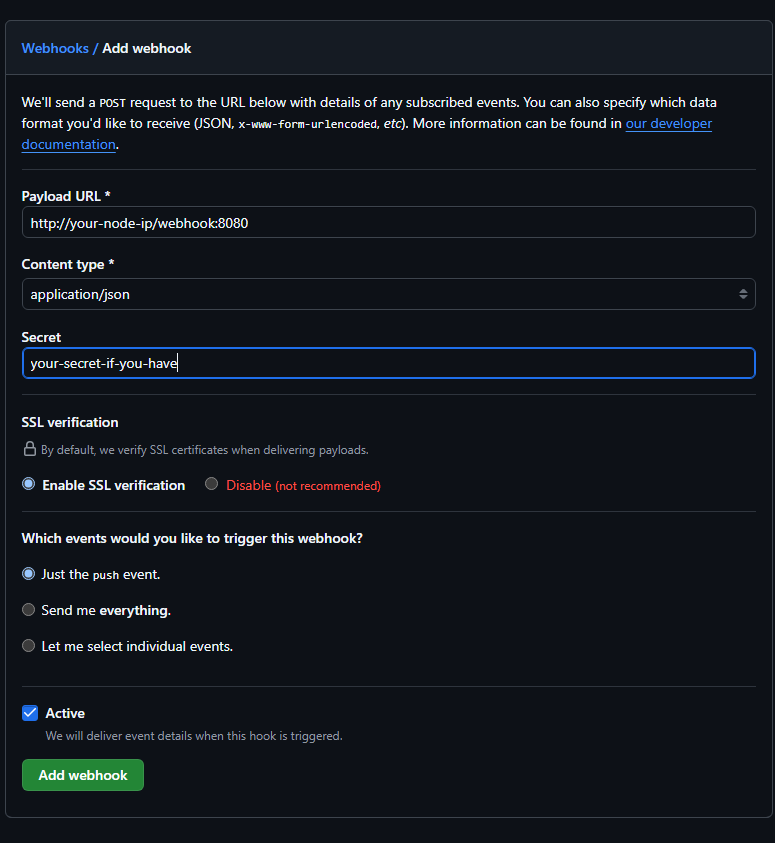 Webhooks / Add webhook
We'll send a POST request to the URL below with details of any subscribed events. You can also specify which data
format you'd like to receive (JSON, x-www-form-urlencoded, etc). More information can be found in our developer
documentation.
Payload URL *
http://your-node-ip/webhook:8080
Content type *
application/json
Secret
your-secret-if-you-have
SSL verification
By default, we verify SSL certificates when delivering payloads.
Enable SSL verification Disable (not recommended)
Which events would you like to trigger this webhook?
Just the push event.
Send me everything.
Let me select individual events.
Active
We will deliver event details when this hook is triggered.
Add webhook